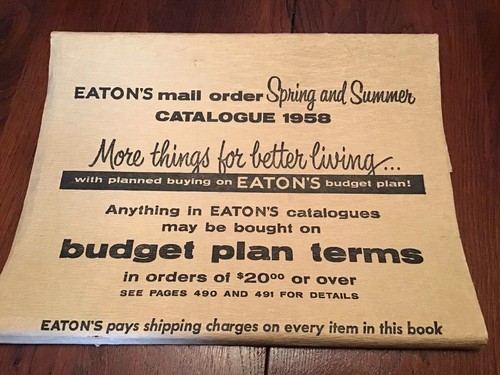 EATON'S mail order Spring and Summer
CATALOGUE 1958
More things for better living...
with planned buying on EATON'S budget plan!
Anything in EATON'S catalogues
may be bought on
budget plan terms
in orders of $20⁰⁰ or over
SEE PAGES 490 AND 491 FOR DETAILS
EATON'S pays shipping charges on every item in this book